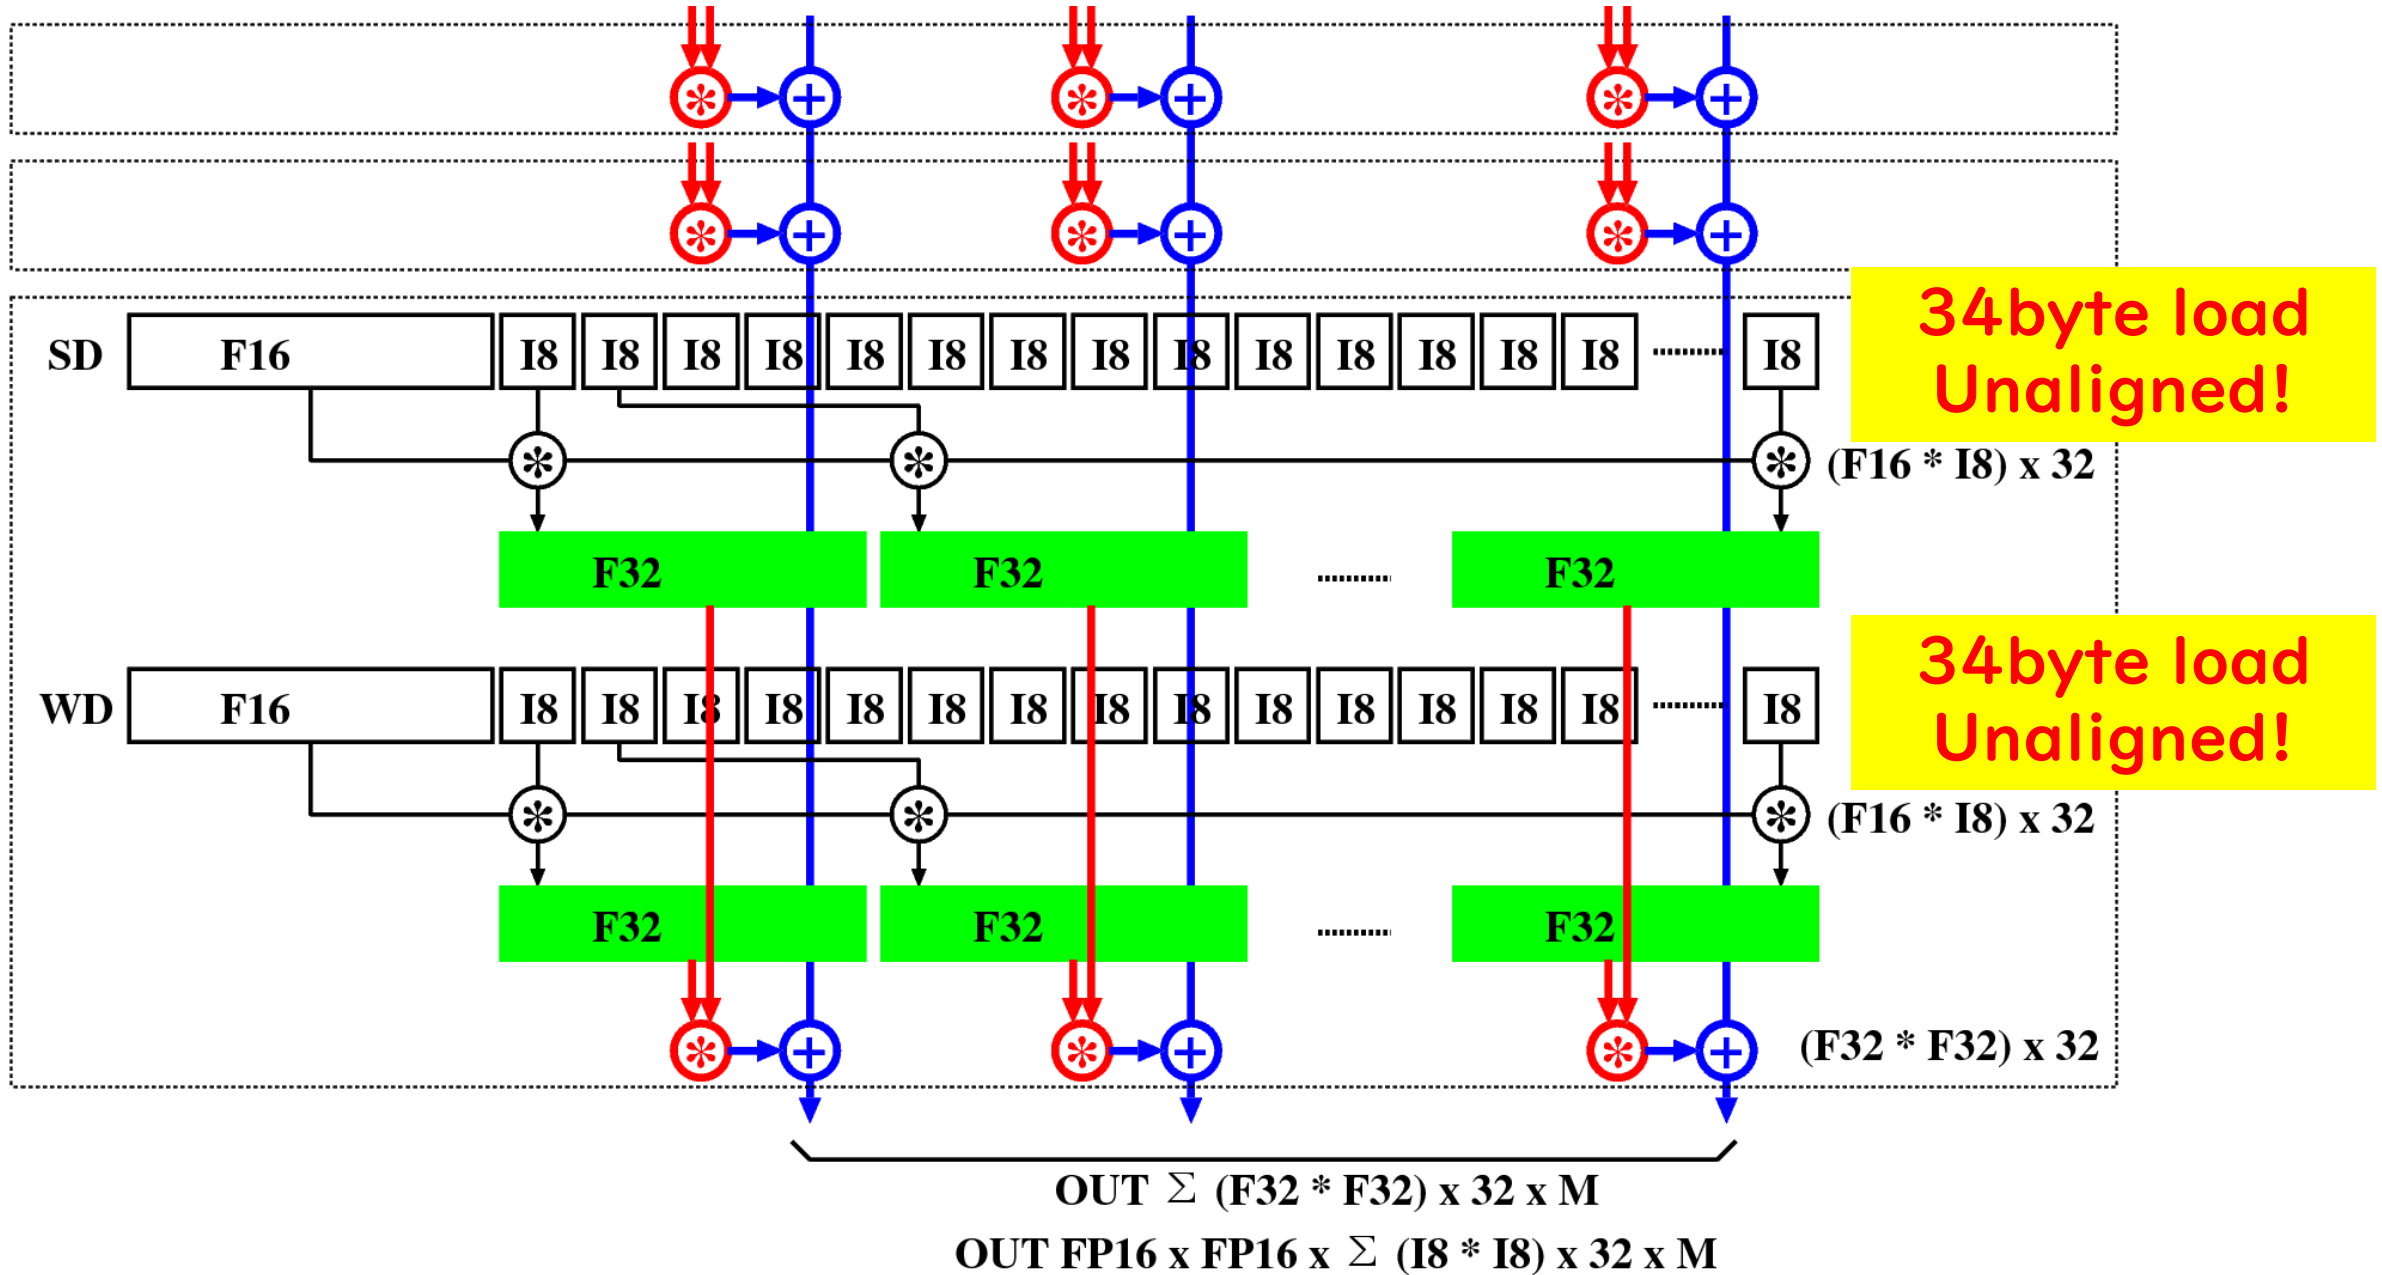 SD F16 I8 I8 I8 I8 I8 I8 I8 I8 I8 I8 I8 I8 I8 I8 I8
34byte load
Unaligned!
(F16 * I8) x 32
F32 F32 F32
WD F16 I8 I8 I8 I8 I8 I8 I8 I8 I8 I8 I8 I8 I8 I8 I8
34byte load
Unaligned!
(F16 * I8) x 32
F32 F32 F32
(F32 * F32) x 32
OUT Σ (F32 * F32) x 32 x M
OUT FP16 x FP16 x Σ (I8 * I8) x 32 x M